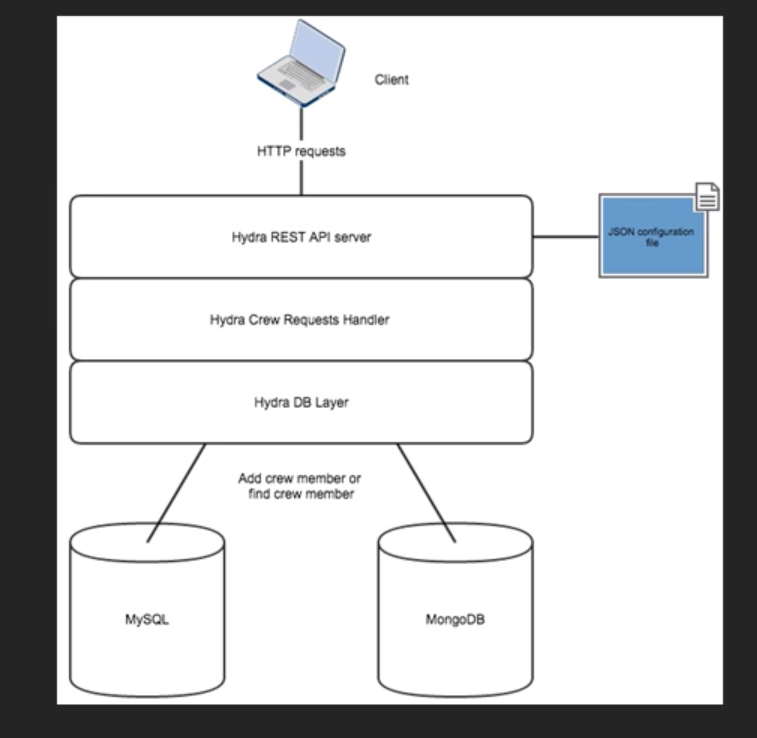 Client
HTTP requests
Hydra REST API server
JSON configuration
file
Hydra Crew Requests Handler
Hydra DB Layer
Add crew member or
find crew member
MySQL
MongoDB